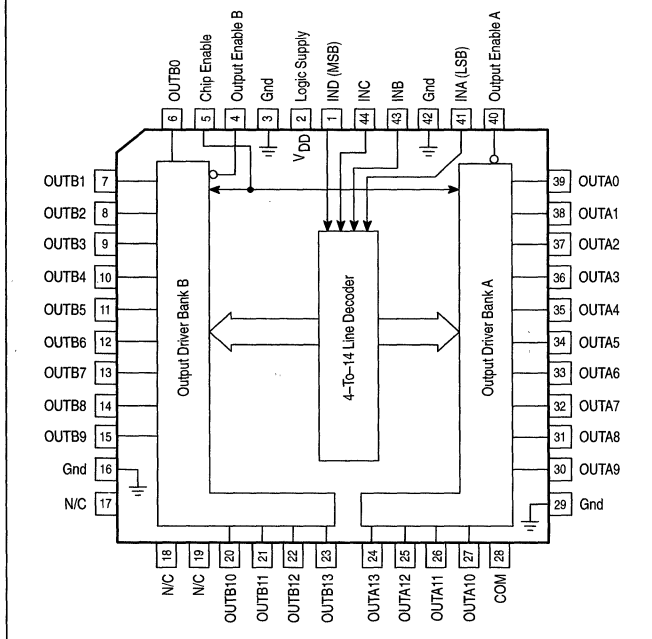 OUTB0
Chip Enable
Output Enable B
Gnd
Logic Supply
IND (MSB)
INC
INB
Gnd
INA (LSB)
Output Enable A
6
5
4
3
2
1
44
43
42
41
40
VDD
OUTB1 7
OUTB2 8
OUTB3 9
OUTB4 10
OUTB5 11
OUTB6 12
OUTB7 13
OUTB8 14
OUTB9 15
Gnd 16
N/C 17
Output Driver Bank B
4–To–14 Line Decoder
Output Driver Bank A
39 OUTA0
38 OUTA1
37 OUTA2
36 OUTA3
35 OUTA4
34 OUTA5
33 OUTA6
32 OUTA7
31 OUTA8
30 OUTA9
29 Gnd
18
19
20
21
22
23
24
25
26
27
28
N/C
N/C
OUTB10
OUTB11
OUTB12
OUTB13
OUTA13
OUTA12
OUTA11
OUTA10
COM